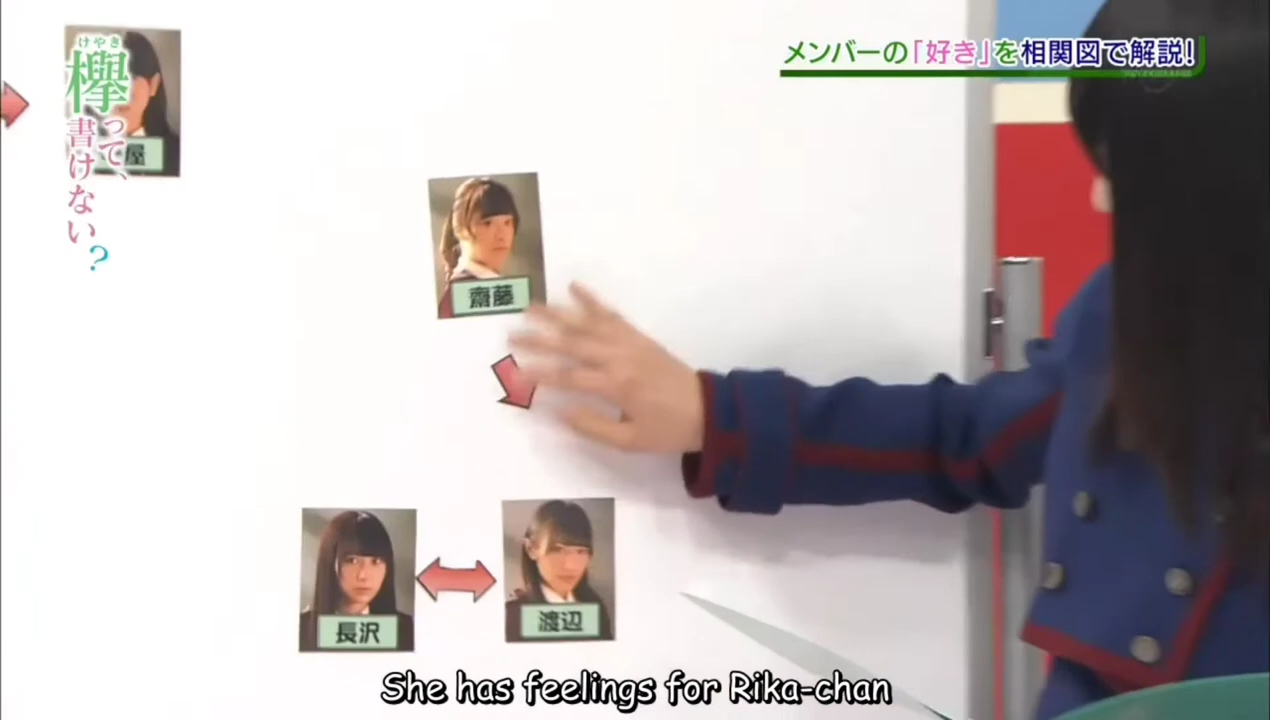 けやき
欅って、
書けない?
メンバーの「好き」を相関図で解説!
屋
齋藤
長沢
渡辺
She has feelings for Rika-chan